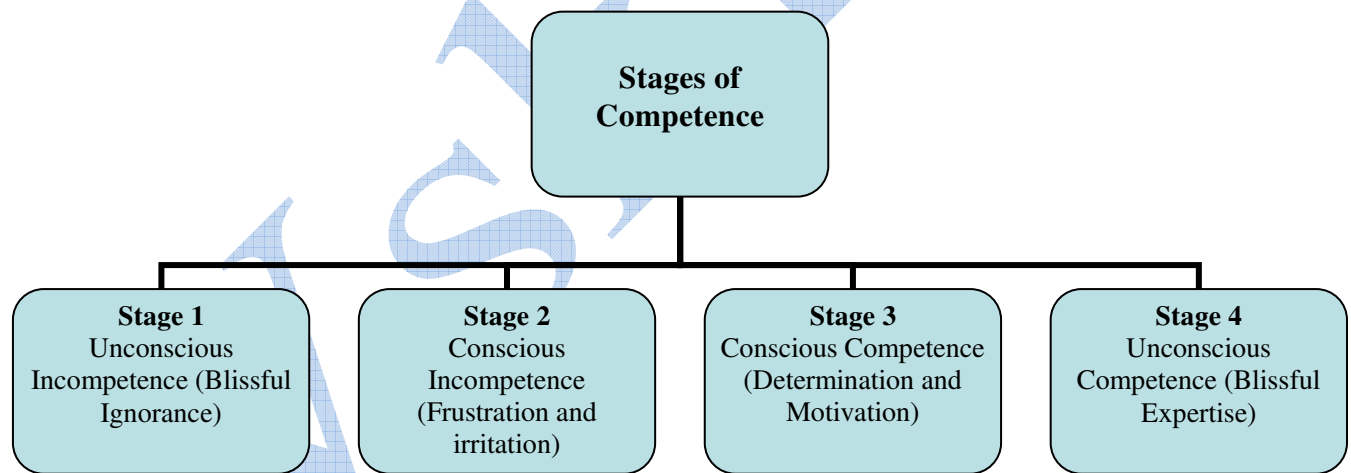 Stages of
Competence
Stage 1
Unconscious
Incompetence (Blissful
Ignorance)
Stage 2
Conscious
Incompetence
(Frustration and
irritation)
Stage 3
Conscious Competence
(Determination and
Motivation)
Stage 4
Unconscious
Competence (Blissful
Expertise)